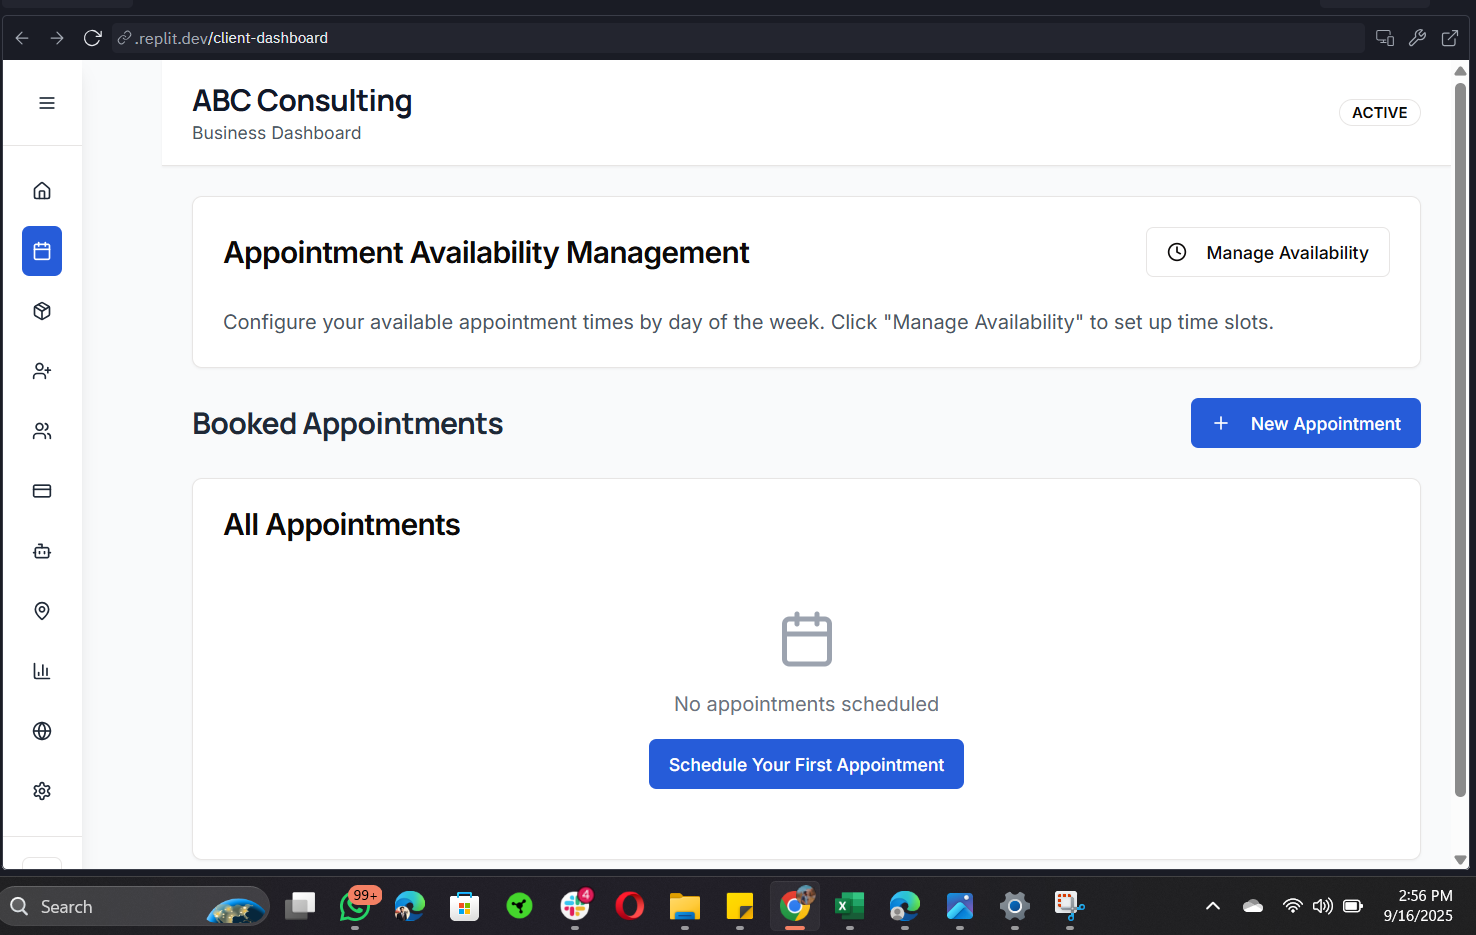 .replit.dev/client-dashboard
ABC Consulting
Business Dashboard
ACTIVE
Appointment Availability Management
Manage Availability
Configure your available appointment times by day of the week. Click "Manage Availability" to set up time slots.
Booked Appointments
+ New Appointment
All Appointments
No appointments scheduled
Schedule Your First Appointment
Search
99+
4
2:56 PM
9/16/2025